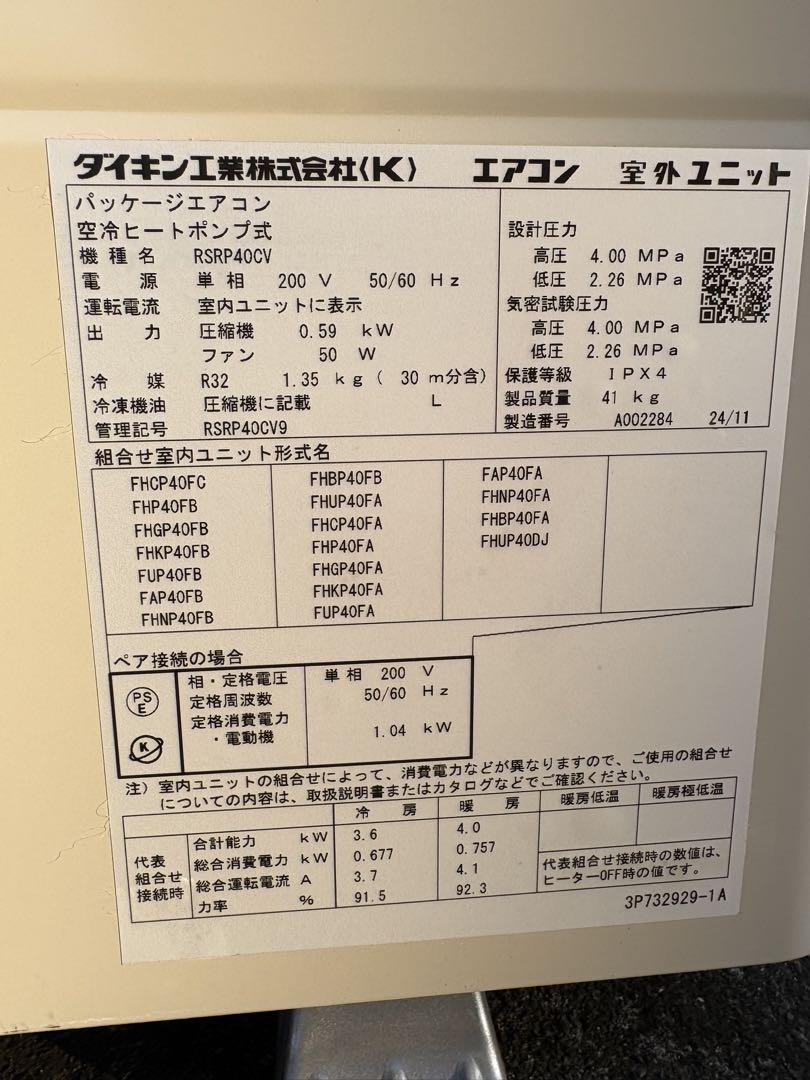 ダイキン工業株式会社〈K〉 エアコン 室外ユニット
パッケージエアコン
空冷ヒートポンプ式
機種名 RSRP40CV
電源 単相 200 V 50/60 Hz
運転電流 室内ユニットに表示
出力 圧縮機 0.59 kW
ファン 50 W
冷媒 R32 1.35 kg ( 30 m分含)
冷凍機油 圧縮機に記載 L
管理記号 RSRP40CV9
設計圧力
高圧 4.00 MPa
低圧 2.26 MPa
気密試験圧力
高圧 4.00 MPa
低圧 2.26 MPa
保護等級 IPX4
製品質量 41 kg
製造番号 A002284 24/11
組合せ室内ユニット形式名
FHCP40FC FHBP40FB FAP40FA
FHP40FB FHUP40FA FHNP40FA
FHGP40FB FHCP40FA FHBP40FA
FHKP40FB FHP40FA FHUP40DJ
FUP40FB FHGP40FA
FAP40FB FHKP40FA
FHNP40FB FUP40FA
ペア接続の場合
PS
E
K
相・定格電圧 単相 200 V
定格周波数 50/60 Hz
定格消費電力
・電動機 1.04 kW
注）室内ユニットの組合せによって、消費電力などが異なりますので、ご使用の組合せ
についての内容は、取扱説明書またはカタログなどでご確認ください。
冷房 暖房 暖房低温 暖房極低温
代表
組合せ
接続時
合計能力 kW 3.6 4.0
総合消費電力 kW 0.677 0.757
総合運転電流 A 3.7 4.1
力率 % 91.5 92.3
代表組合せ接続時の数値は、
ヒーターOFF時の値です。
3P732929-1A